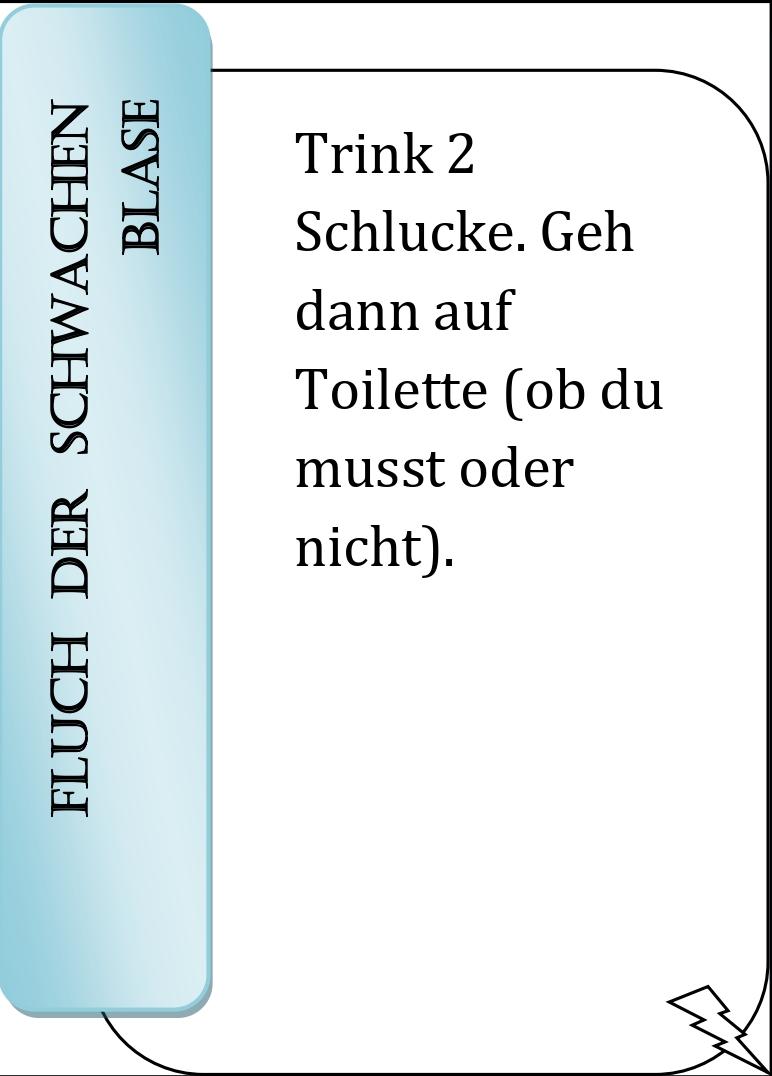 FLUCH DER SCHWACHEN
BLASE
Trink 2
Schlucke. Geh
dann auf
Toilette (ob du
musst oder
nicht).